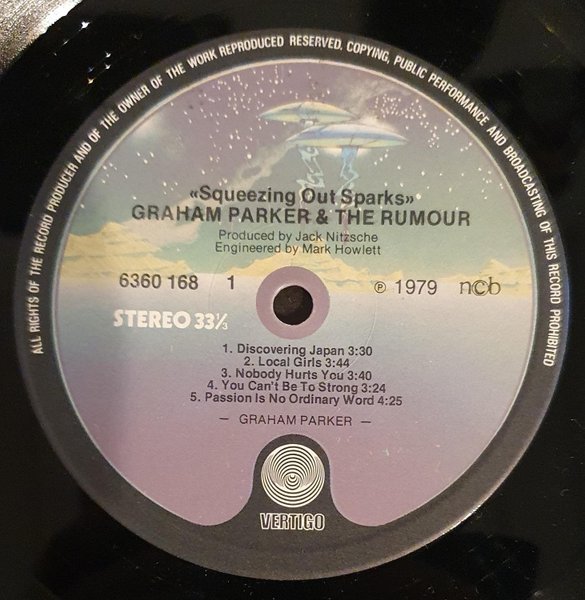 ALL RIGHTS OF THE RECORD PRODUCER AND OF THE OWNER OF THE WORK REPRODUCED RESERVED. COPYING, PUBLIC PERFORMANCE AND BROADCASTING OF THIS RECORD PROHIBITED
«Squeezing Out Sparks»
GRAHAM PARKER & THE RUMOUR
Produced by Jack Nitzsche
Engineered by Mark Howlett
6360 168 1 ℗ 1979 ncb
STEREO 33⅓
1. Discovering Japan 3:30
2. Local Girls 3:44
3. Nobody Hurts You 3:40
4. You Can't Be To Strong 3:24
5. Passion Is No Ordinary Word 4:25
— GRAHAM PARKER —
VERTIGO